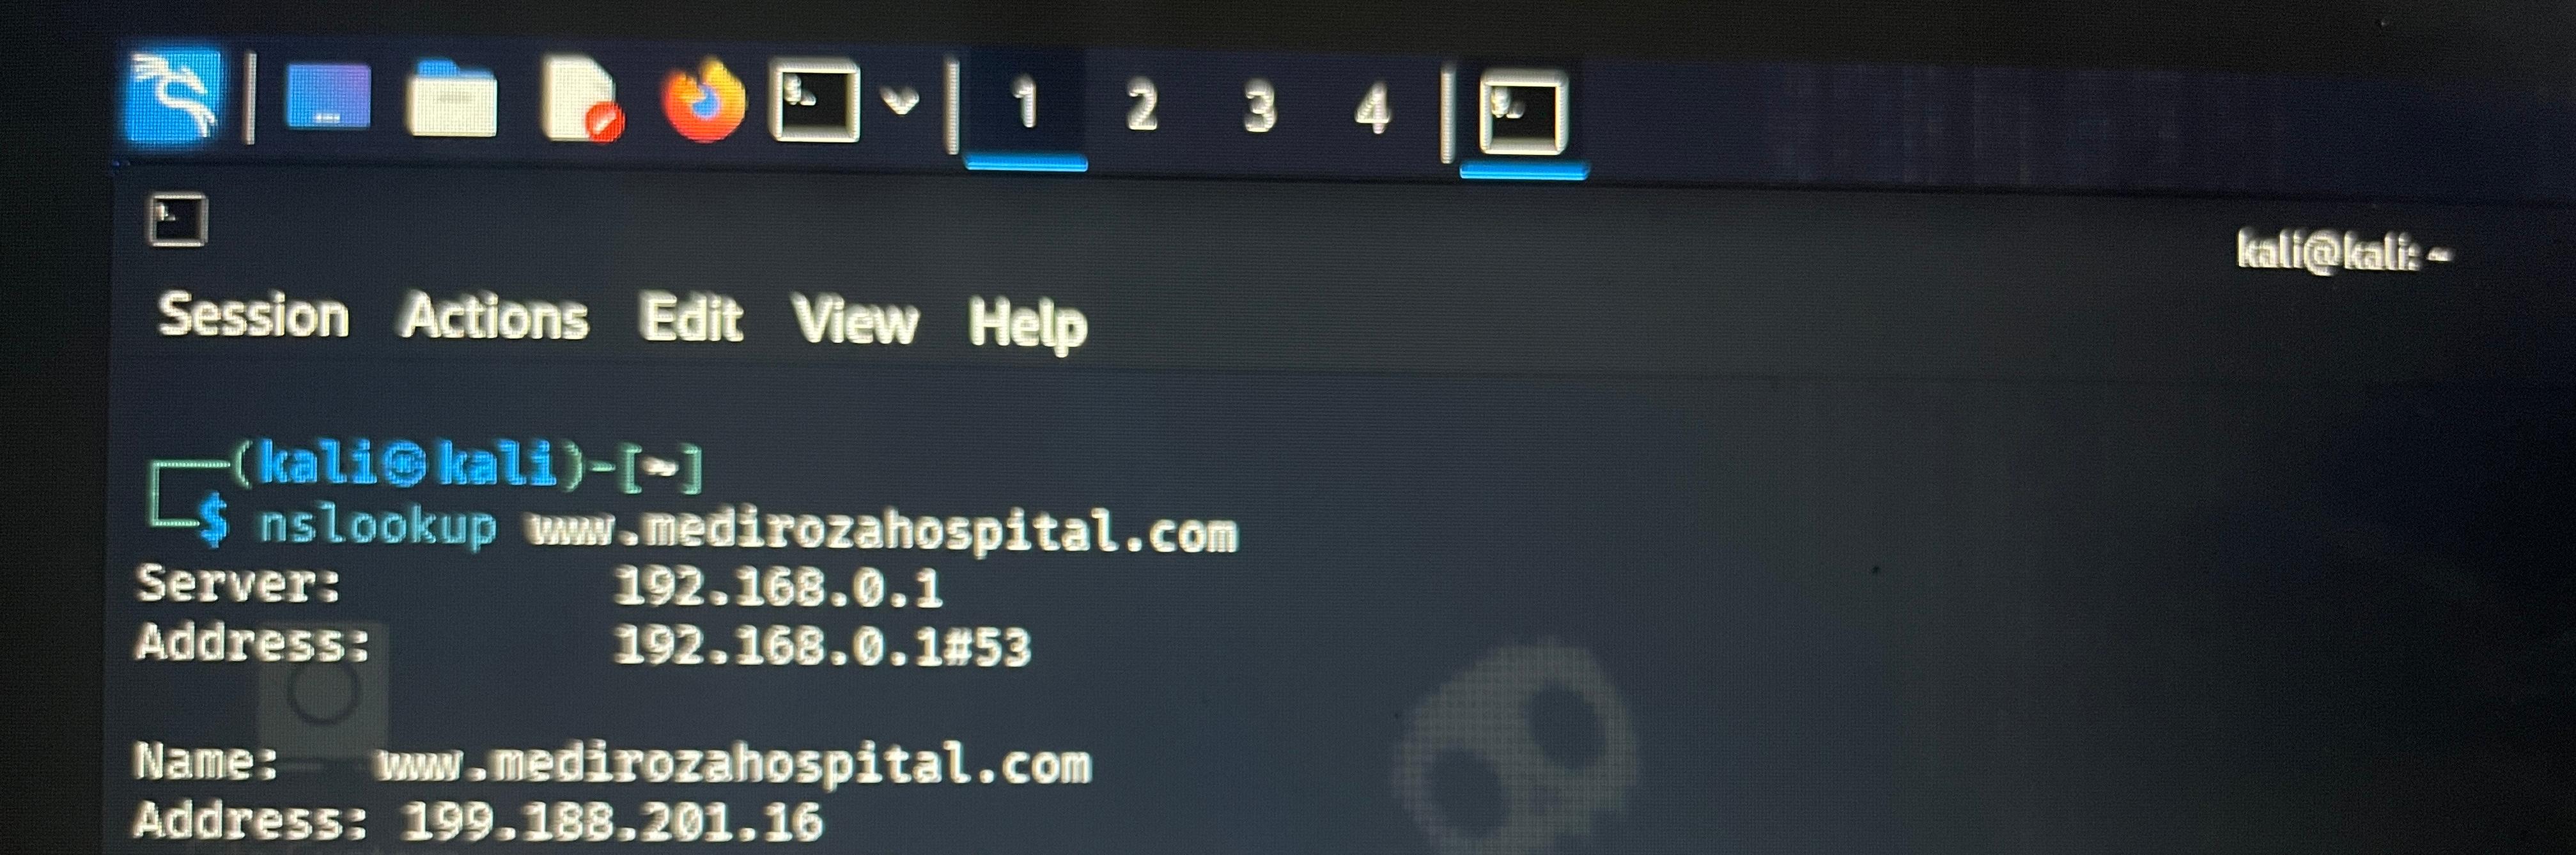 1 2 3 4
kali@kali: ~
Session Actions Edit View Help
┌──(kali㉿kali)-[~]
└─$ nslookup www.medirozahospital.com
Server: 192.168.0.1
Address: 192.168.0.1#53
Name: www.medirozahospital.com
Address: 199.188.201.16